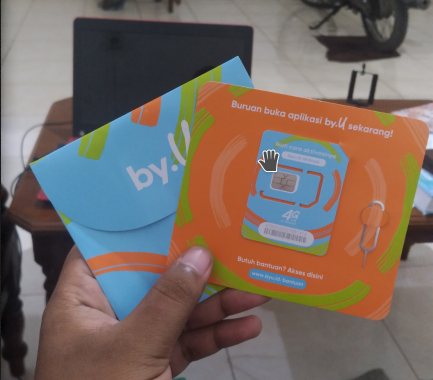 by.U
Buruan buka aplikasi by.U sekarang!
4G
Butuh bantuan? Akses disini